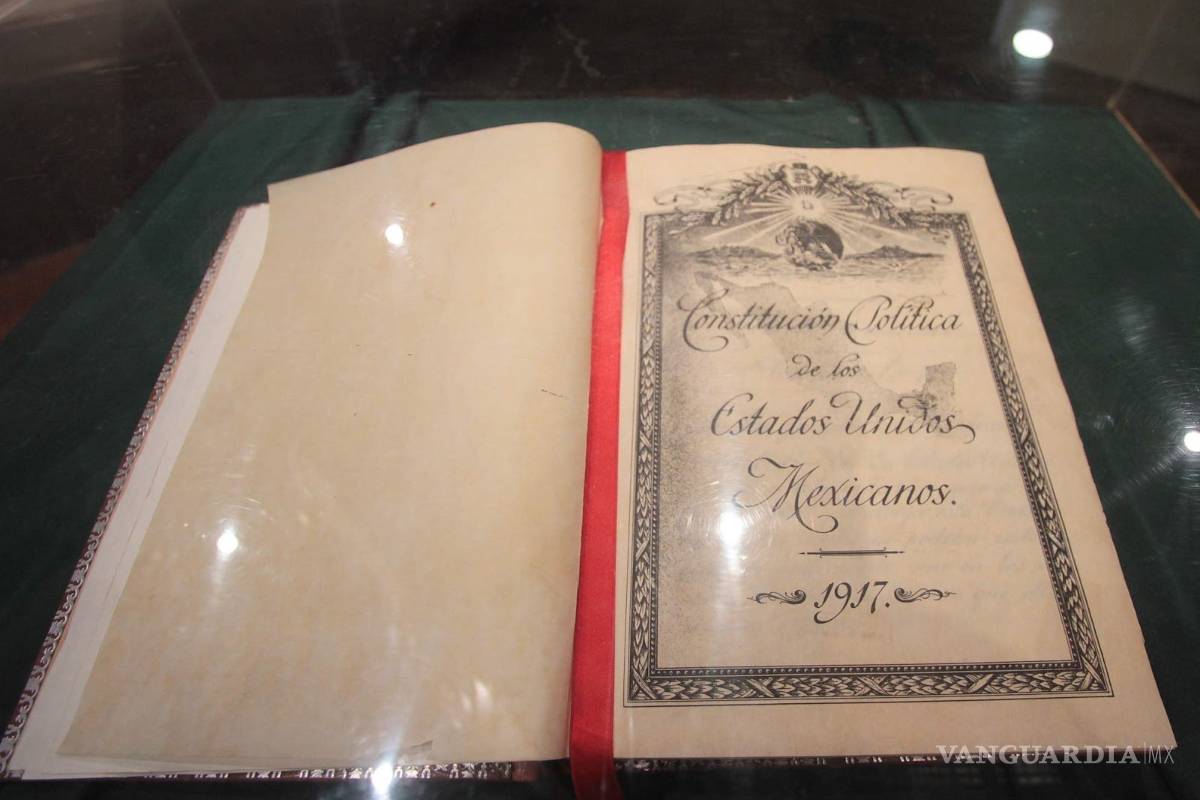 Constitución Política
de los
Estados Unidos
Mexicanos.
1917.
VANGUARDIA|MX